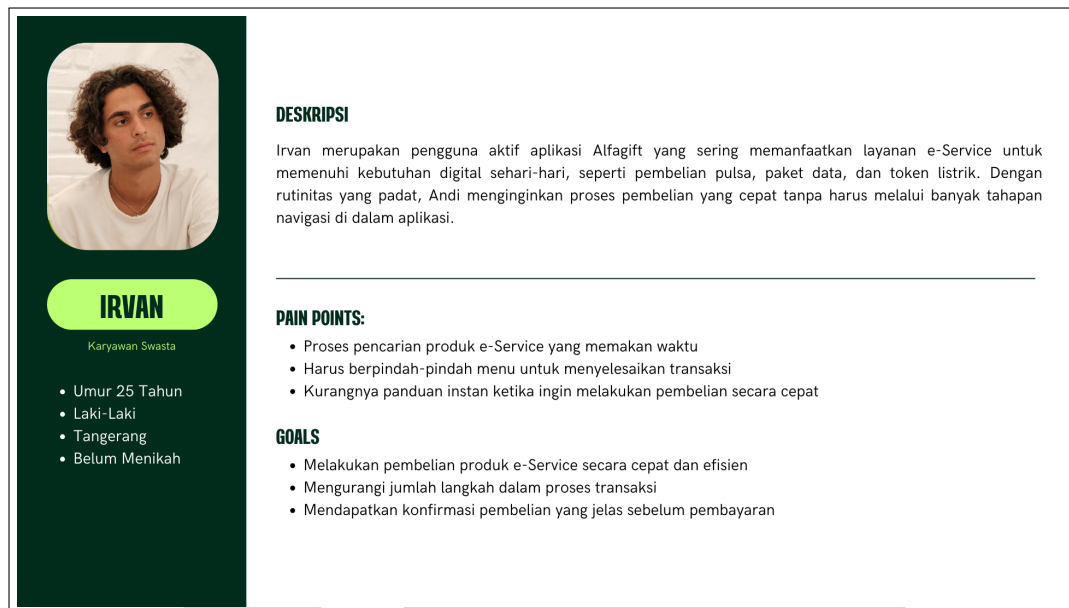 IRVAN
Karyawan Swasta
Umur 25 Tahun
Laki-Laki
Tangerang
Belum Menikah
DESKRIPSI
Irvan merupakan pengguna aktif aplikasi Alfagift yang sering memanfaatkan layanan e-Service untuk
memenuhi kebutuhan digital sehari-hari, seperti pembelian pulsa, paket data, dan token listrik. Dengan
rutinitas yang padat, Andi menginginkan proses pembelian yang cepat tanpa harus melalui banyak tahapan
navigasi di dalam aplikasi.
PAIN POINTS:
Proses pencarian produk e-Service yang memakan waktu
Harus berpindah-pindah menu untuk menyelesaikan transaksi
Kurangnya panduan instan ketika ingin melakukan pembelian secara cepat
GOALS
Melakukan pembelian produk e-Service secara cepat dan efisien
Mengurangi jumlah langkah dalam proses transaksi
Mendapatkan konfirmasi pembelian yang jelas sebelum pembayaran